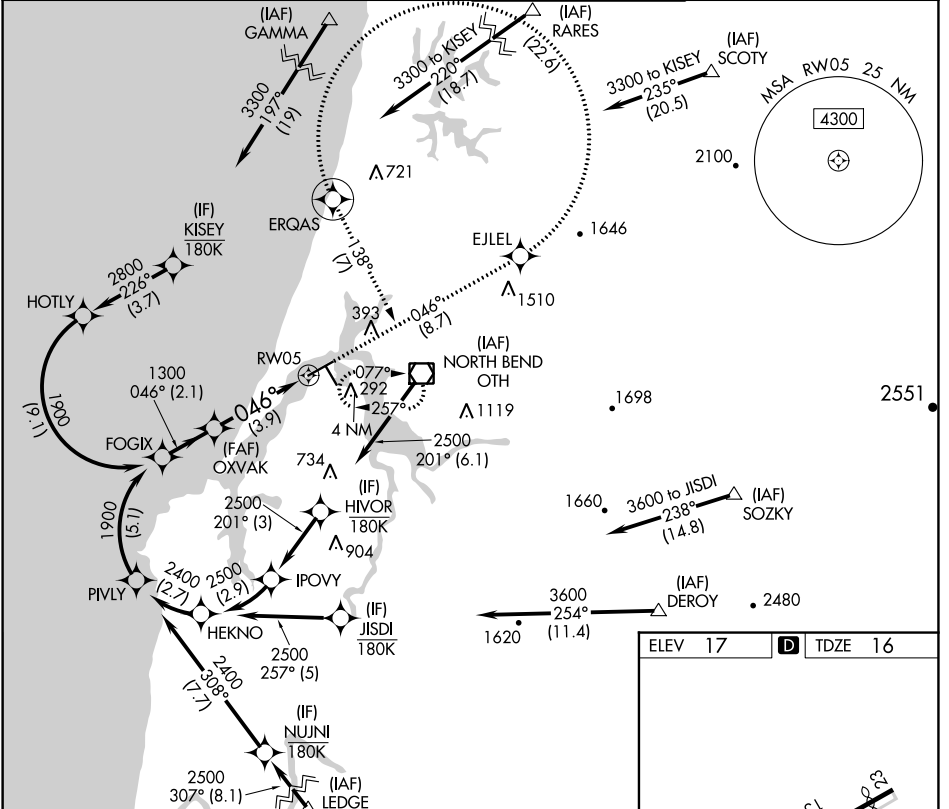 (IAF)
GAMMA
3300
197°
(19)
3300 to KISEY
220°
(18.7)
(IAF)
RARES
(22.6)
3300 to KISEY
235°
(20.5)
(IAF)
SCOTY
MSA RW05 25 NM
4300
2100
721
ERQAS
138°
(7)
(IF)
KISEY
180K
2800
226°
(3.7)
HOTLY
EJLEL
1646
1510
046°
(8.7)
393
RW05
(IAF)
NORTH BEND
OTH
077°
292
257°
4 NM
1119
1698
2551
2500
201° (6.1)
1300
046° (2.1)
046°
(3.9)
1900
(9.1)
FOGIX
(FAF)
OXVAK
734
(IF)
HIVOR
180K
2500
201° (3)
904
1660
3600 to JISDI
238°
(14.8)
(IAF)
SOZKY
1900
(5.1)
PIVLY
2400
(2.7)
2500
(2.9)
IPOVY
HEKNO
(IF)
JISDI
180K
2500
257° (5)
3600
254°
(11.4)
(IAF)
DEROY
2480
1620
2400
308°
(7.7)
(IF)
NUJNI
180K
2500
307° (8.1)
(IAF)
LEDGE
ELEV 17 D TDZE 16
23